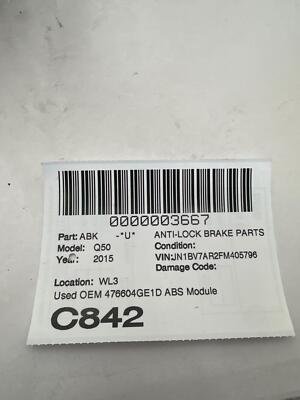 0000003667
Part: ABK -*U* ANTI-LOCK BRAKE PARTS
Model: Q50 Condition:
Year: 2015 VIN:JN1BV7AR2FM405796
Damage Code:
Location: WL3
Used OEM 476604GE1D ABS Module
C842